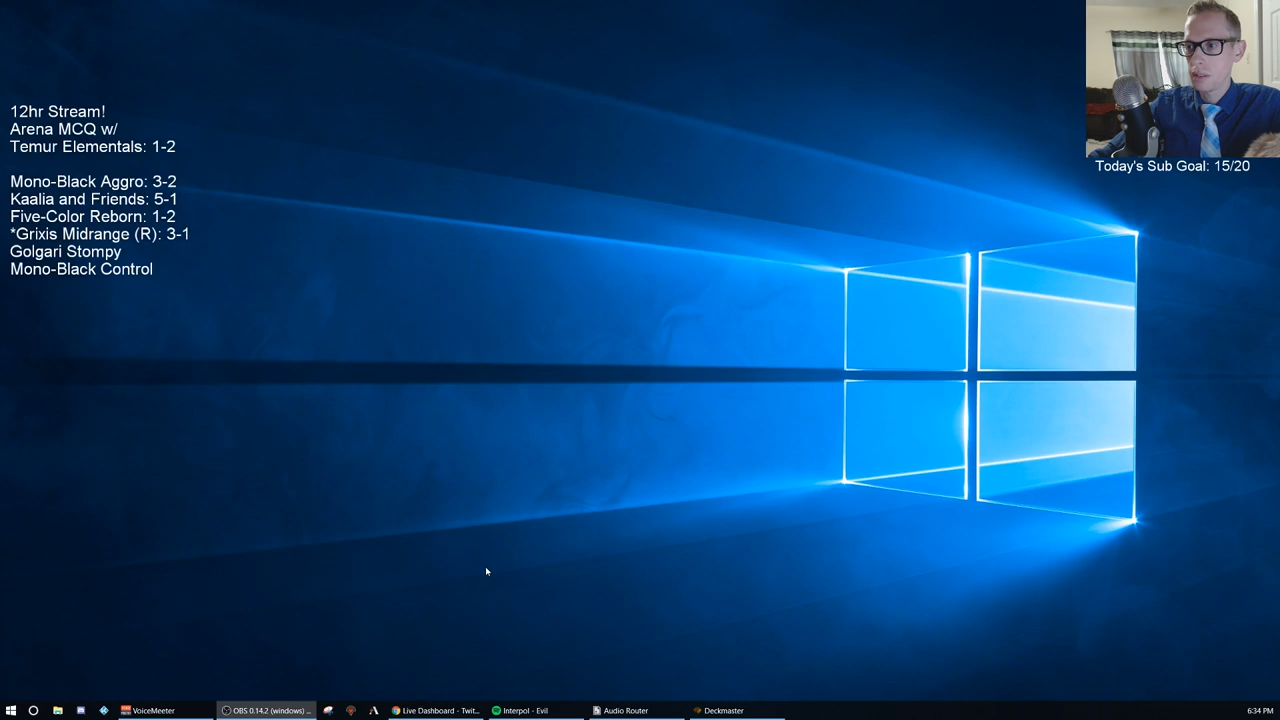 12hr Stream!
Arena MCQ w/
Temur Elementals: 1-2
Mono-Black Aggro: 3-2
Kaalia and Friends: 5-1
Five-Color Reborn: 1-2
*Grixis Midrange (R): 3-1
Golgari Stompy
Mono-Black Control
Today's Sub Goal: 15/20
VoiceMeeter
OBS 0.14.2 (windows) ...
Live Dashboard - Twit...
Interpol - Evil
Audio Router
Deckmaster
6:34 PM